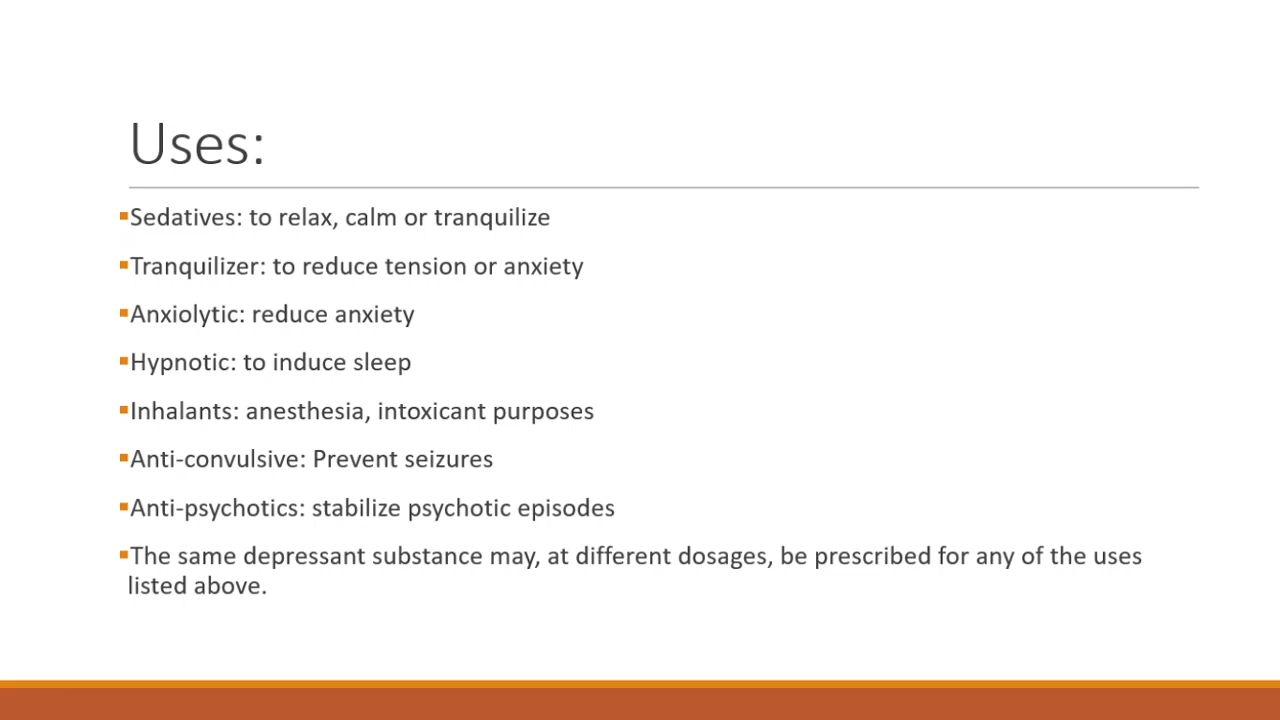 Uses:
▪Sedatives: to relax, calm or tranquilize
▪Tranquilizer: to reduce tension or anxiety
▪Anxiolytic: reduce anxiety
▪Hypnotic: to induce sleep
▪Inhalants: anesthesia, intoxicant purposes
▪Anti-convulsive: Prevent seizures
▪Anti-psychotics: stabilize psychotic episodes
▪The same depressant substance may, at different dosages, be prescribed for any of the uses
listed above.